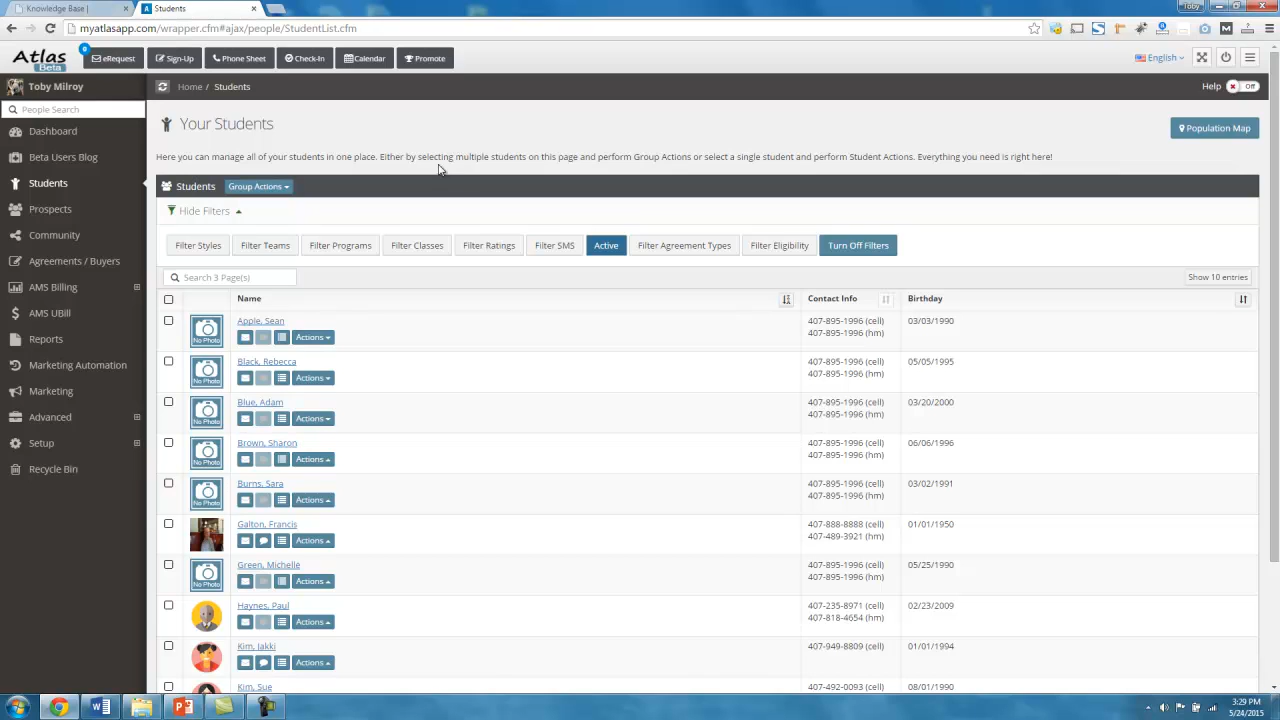 Knowledge Base |
Students
Toby
myatlasapp.com/wrapper.cfm#ajax/people/StudentList.cfm
Atlas
Beta
0
eRequest
Sign-Up
Phone Sheet
Check-In
Calendar
Promote
English
Toby Milroy
Home / Students
Help
Off
People Search
Dashboard
Beta Users Blog
Students
Prospects
Community
Agreements / Buyers
AMS Billing
AMS UBill
Reports
Marketing Automation
Marketing
Advanced
Setup
Recycle Bin
Your Students
Population Map
Here you can manage all of your students in one place. Either by selecting multiple students on this page and perform Group Actions or select a single student and perform Student Actions. Everything you need is right here!
Students
Group Actions
Hide Filters
Filter Styles
Filter Teams
Filter Programs
Filter Classes
Filter Ratings
Filter SMS
Active
Filter Agreement Types
Filter Eligibility
Turn Off Filters
Search 3 Page(s)
Show 10 entries
Name
Contact Info
Birthday
No Photo
Apple, Sean
Actions
407-895-1996 (cell)
407-895-1996 (hm)
03/03/1990
No Photo
Black, Rebecca
Actions
407-895-1996 (cell)
407-895-1996 (hm)
05/05/1995
No Photo
Blue, Adam
Actions
407-895-1996 (cell)
407-895-1996 (hm)
03/20/2000
No Photo
Brown, Sharon
Actions
407-895-1996 (cell)
407-895-1996 (hm)
06/06/1996
No Photo
Burns, Sara
Actions
407-895-1996 (cell)
407-895-1996 (hm)
03/02/1991
Galton, Francis
Actions
407-888-8888 (cell)
407-489-3921 (hm)
01/01/1950
No Photo
Green, Michelle
Actions
407-895-1996 (cell)
407-895-1996 (hm)
05/25/1990
Haynes, Paul
Actions
407-235-8971 (cell)
407-818-4654 (hm)
02/23/2009
Kim, Jakki
Actions
407-949-8809 (cell)
01/01/1994
Kim, Sue
407-492-0093 (cell)
08/01/1990
3:29 PM
5/24/2015